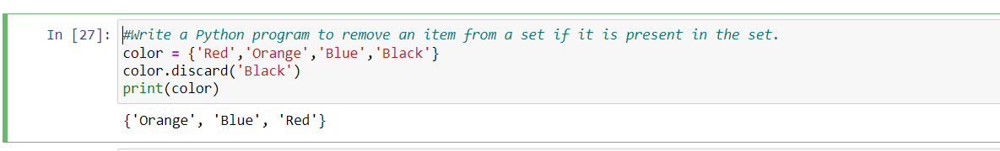 In [27]: #Write a Python program to remove an item from a set if it is present in the set.
color = {'Red','Orange','Blue','Black'}
color.discard('Black')
print(color)
{'Orange', 'Blue', 'Red'}